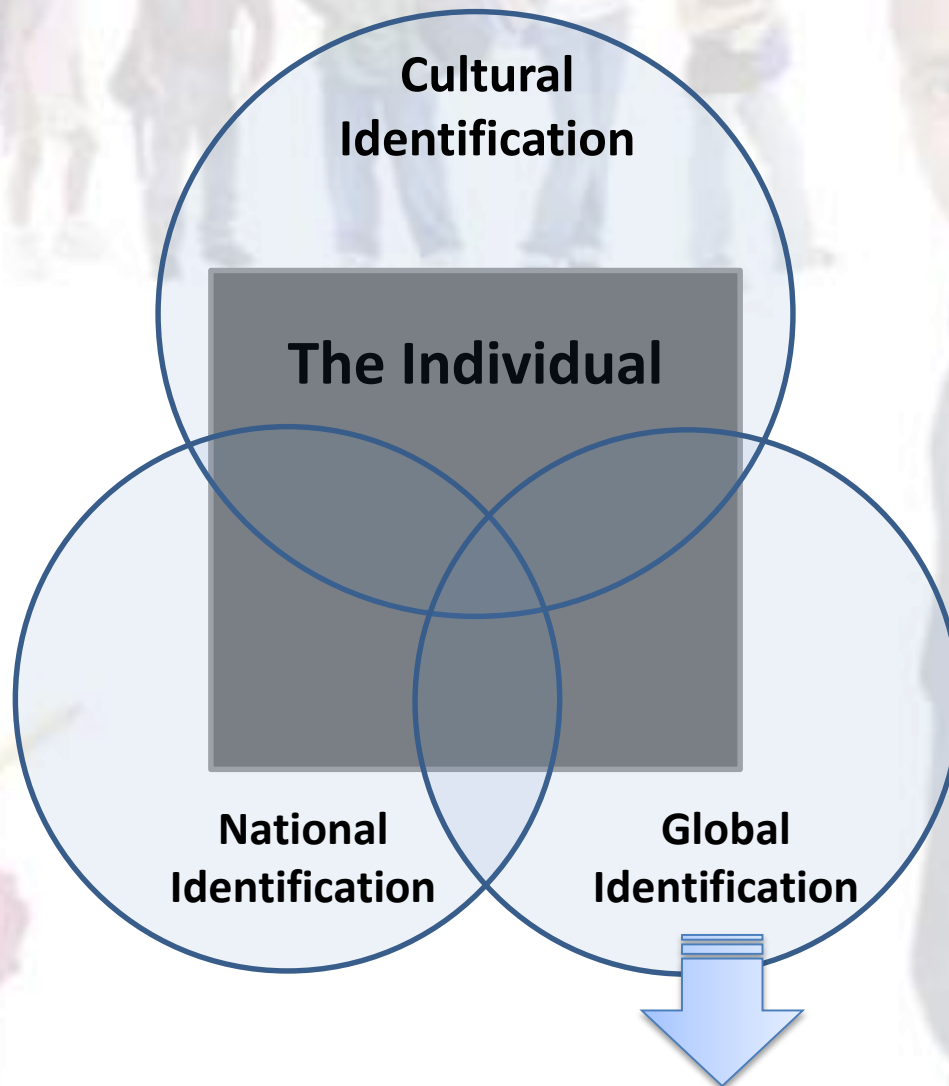 Cultural
Identification
The Individual
National
Identification
Global
Identification